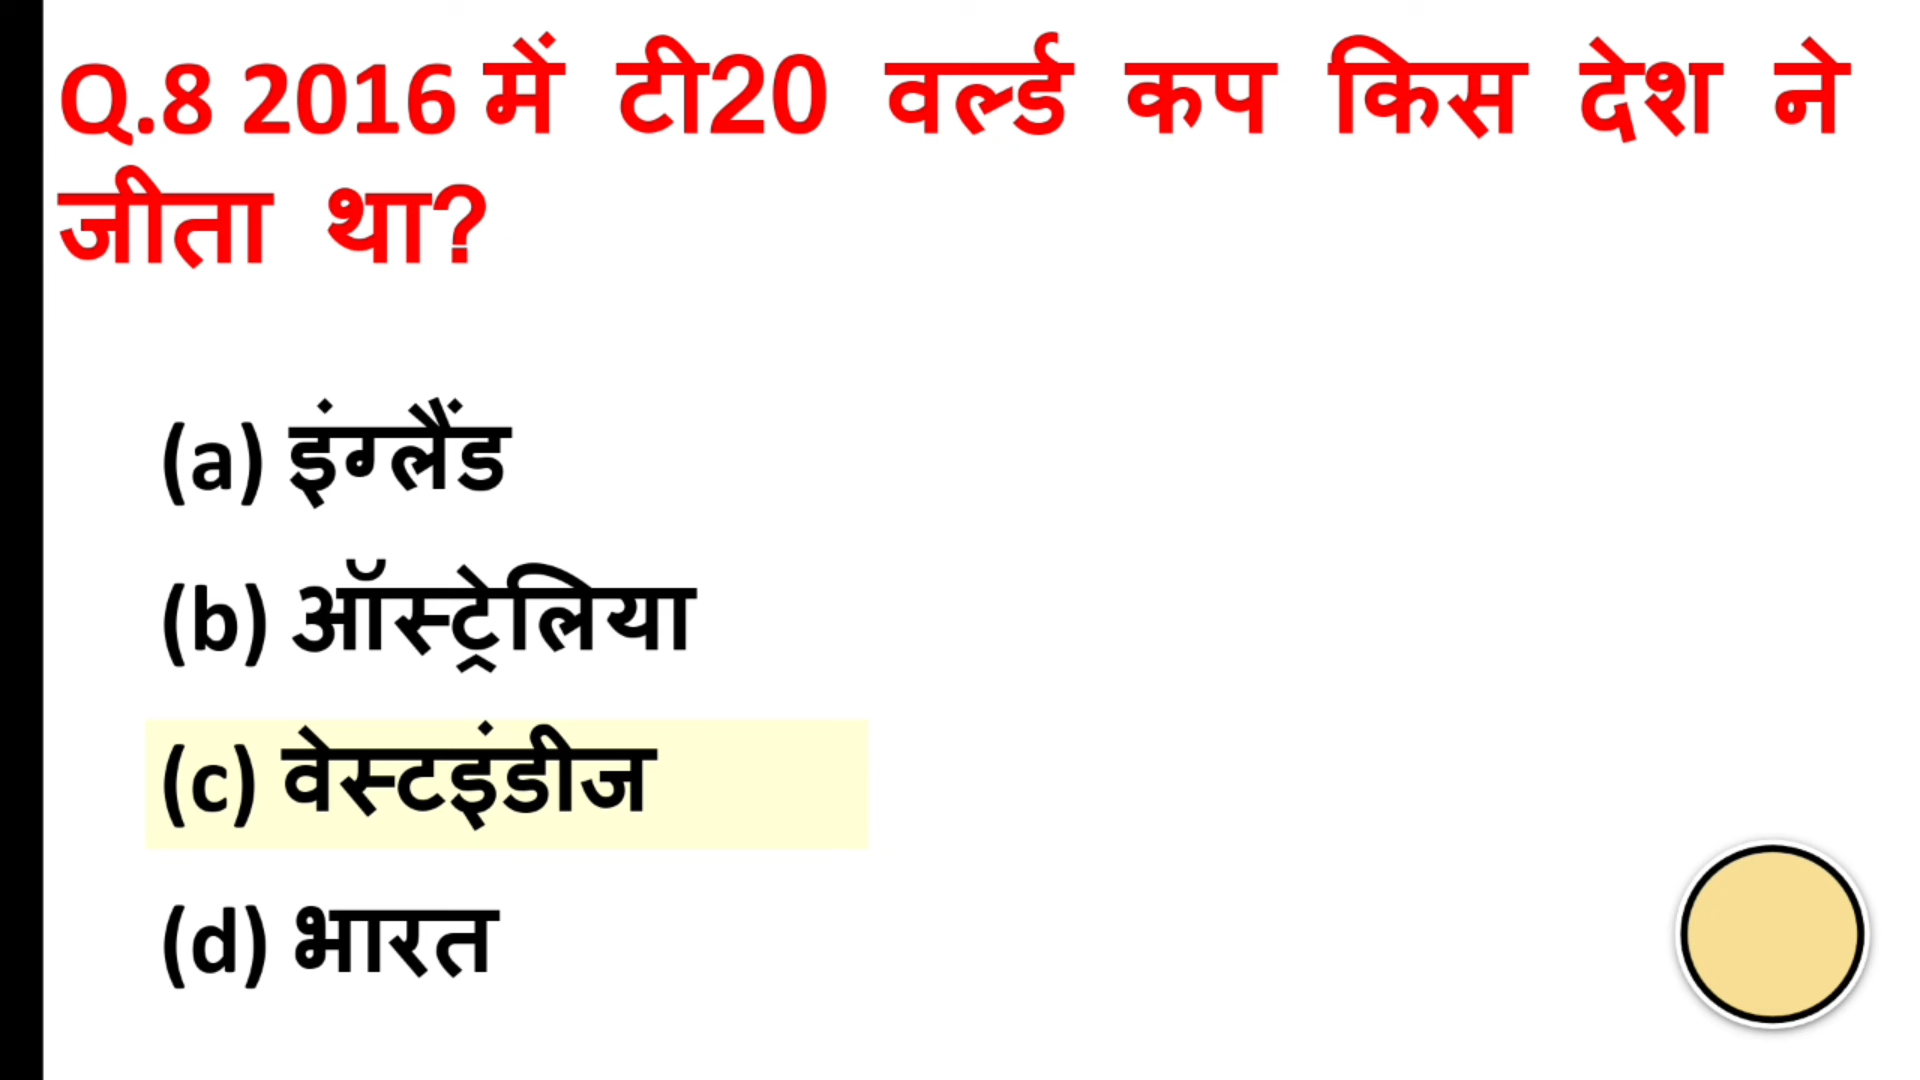 Q.8 2016 में टी20 वर्ल्ड कप किस देश ने
जीता था?
(a) इंग्लैंड
(b) ऑस्ट्रेलिया
(c) वेस्टइंडीज
(d) भारत